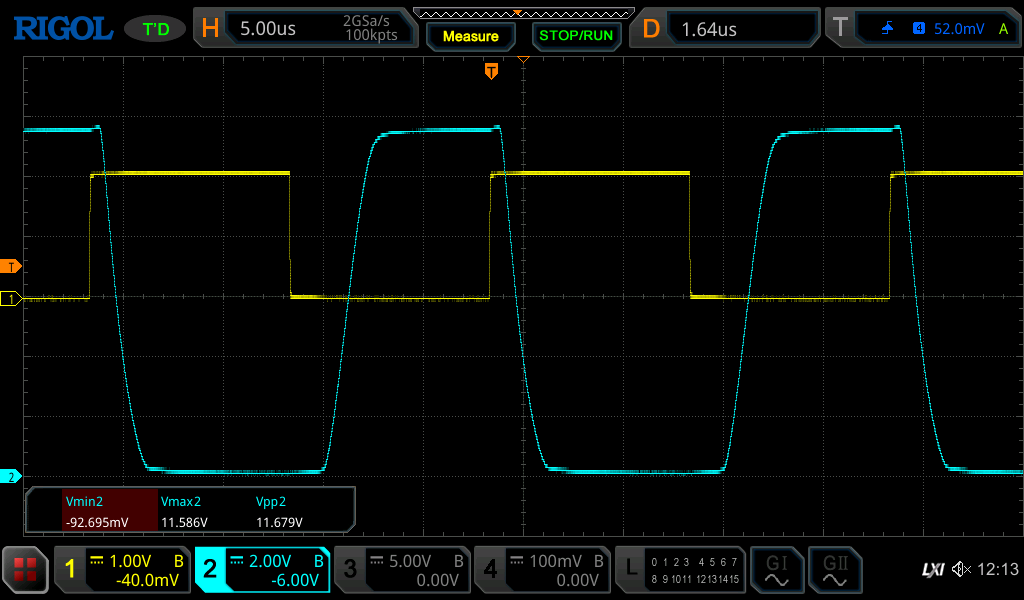 RIGOL T'D H 5.00us 2GSa/s 100kpts Measure STOP/RUN D 1.64us T 4 52.0mV A
T
T
1
2
Vmin2 Vmax2 Vpp2
-92.695mV 11.586V 11.679V
1 1.00V B -40.0mV
2 2.00V B -6.00V
3 5.00V B 0.00V
4 100mV B 0.00V
L 0 1 2 3 4 5 6 7
8 9 10 11 12 13 14 15
GI GII
LXI 12:13